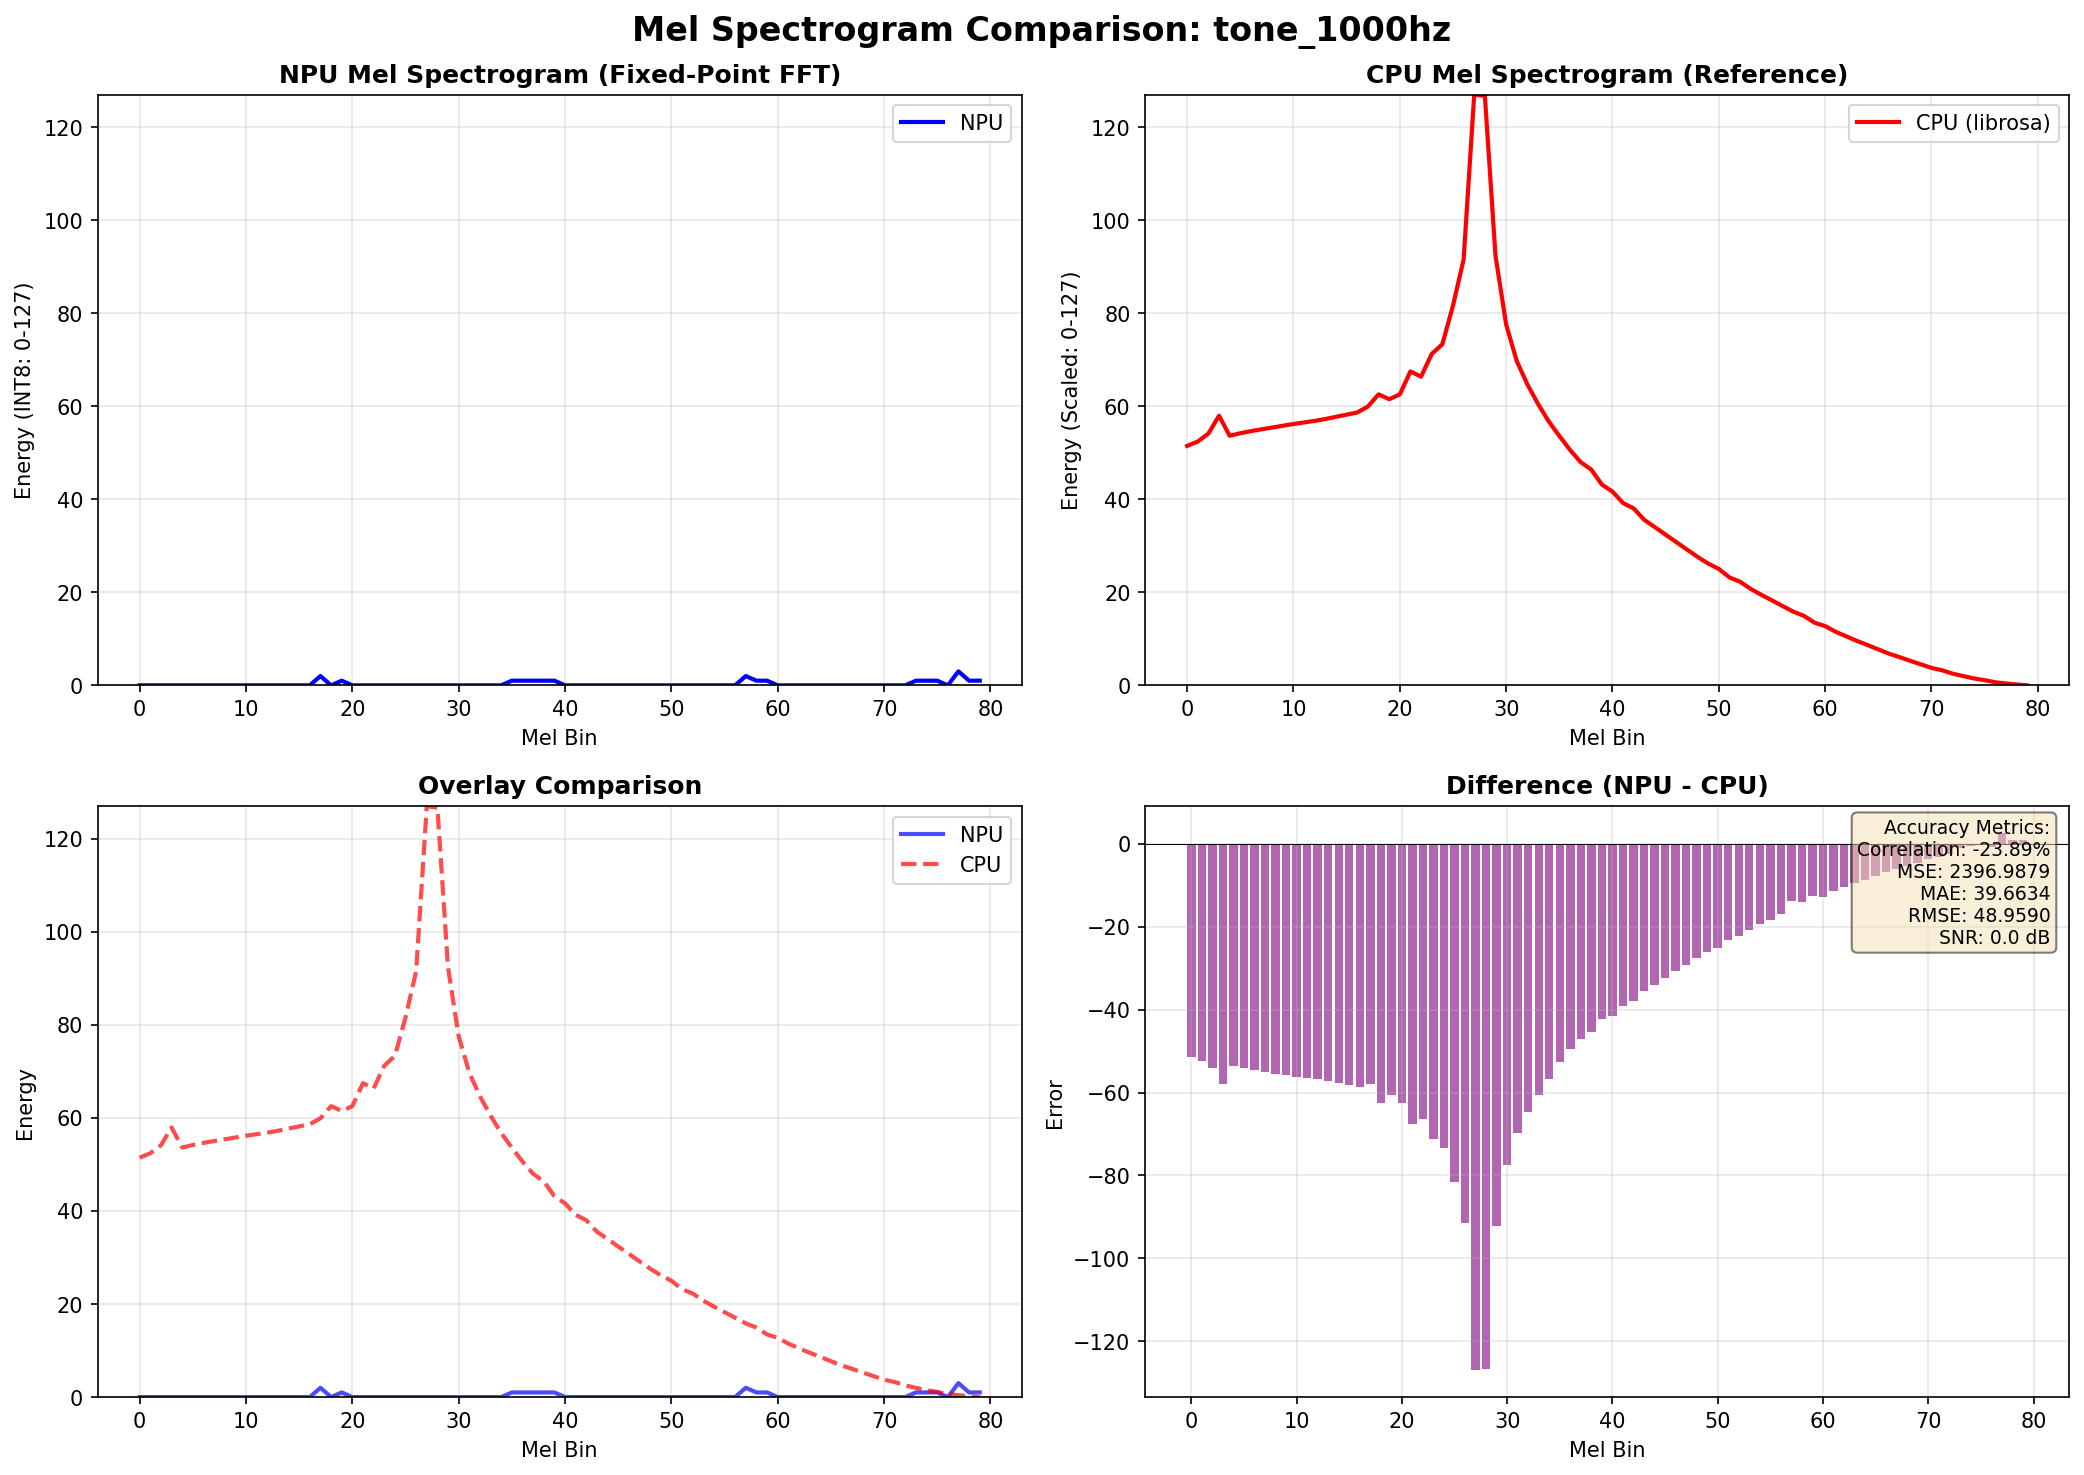 Mel Spectrogram Comparison: tone_1000hz
NPU Mel Spectrogram (Fixed-Point FFT)
Energy (INT8: 0-127)
120
100
80
60
40
20
0
NPU
0 10 20 30 40 50 60 70 80
Mel Bin
CPU Mel Spectrogram (Reference)
Energy (Scaled: 0-127)
120
100
80
60
40
20
0
CPU (librosa)
0 10 20 30 40 50 60 70 80
Mel Bin
Overlay Comparison
Energy
120
100
80
60
40
20
0
NPU
CPU
0 10 20 30 40 50 60 70 80
Mel Bin
Difference (NPU - CPU)
Error
0
−20
−40
−60
−80
−100
−120
Accuracy Metrics:
Correlation: -23.89%
MSE: 2396.9879
MAE: 39.6634
RMSE: 48.9590
SNR: 0.0 dB
0 10 20 30 40 50 60 70 80
Mel Bin